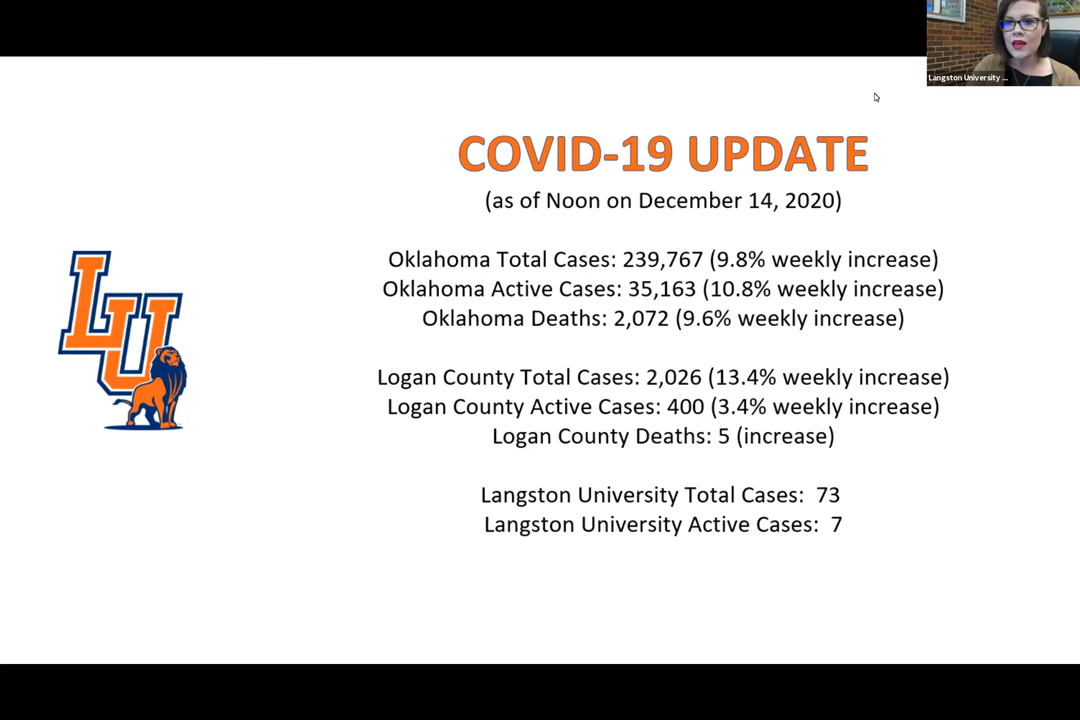 Langston University ...
COVID-19 UPDATE
(as of Noon on December 14, 2020)
Oklahoma Total Cases: 239,767 (9.8% weekly increase)
Oklahoma Active Cases: 35,163 (10.8% weekly increase)
Oklahoma Deaths: 2,072 (9.6% weekly increase)
Logan County Total Cases: 2,026 (13.4% weekly increase)
Logan County Active Cases: 400 (3.4% weekly increase)
Logan County Deaths: 5 (increase)
LU
Langston University Total Cases: 73
Langston University Active Cases: 7